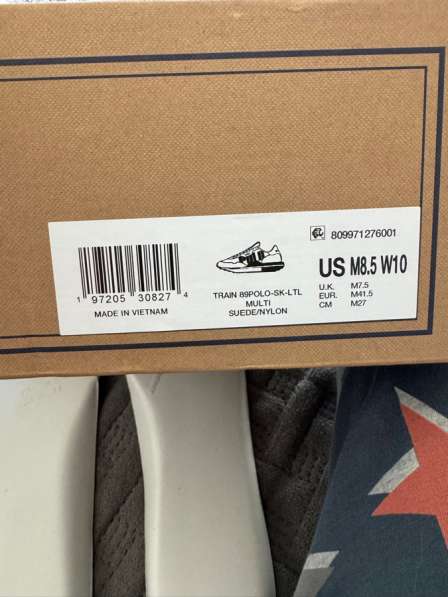 809971276001
US M8.5 W10
U.K. M7.5
EUR. M41.5
CM M27
TRAIN 89POLO-SK-LTL
MULTI
SUEDE/NYLON
1 97205 30827 4
MADE IN VIETNAM